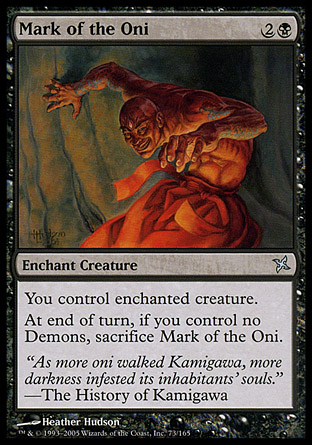 Mark of the Oni 2
Enchant Creature
You control enchanted creature.
At end of turn, if you control no
Demons, sacrifice Mark of the Oni.
“As more oni walked Kamigawa, more
darkness infested its inhabitants’ souls.”
—The History of Kamigawa
Heather Hudson
™ & © 1993–2005 Wizards of the Coast, Inc. 73/165